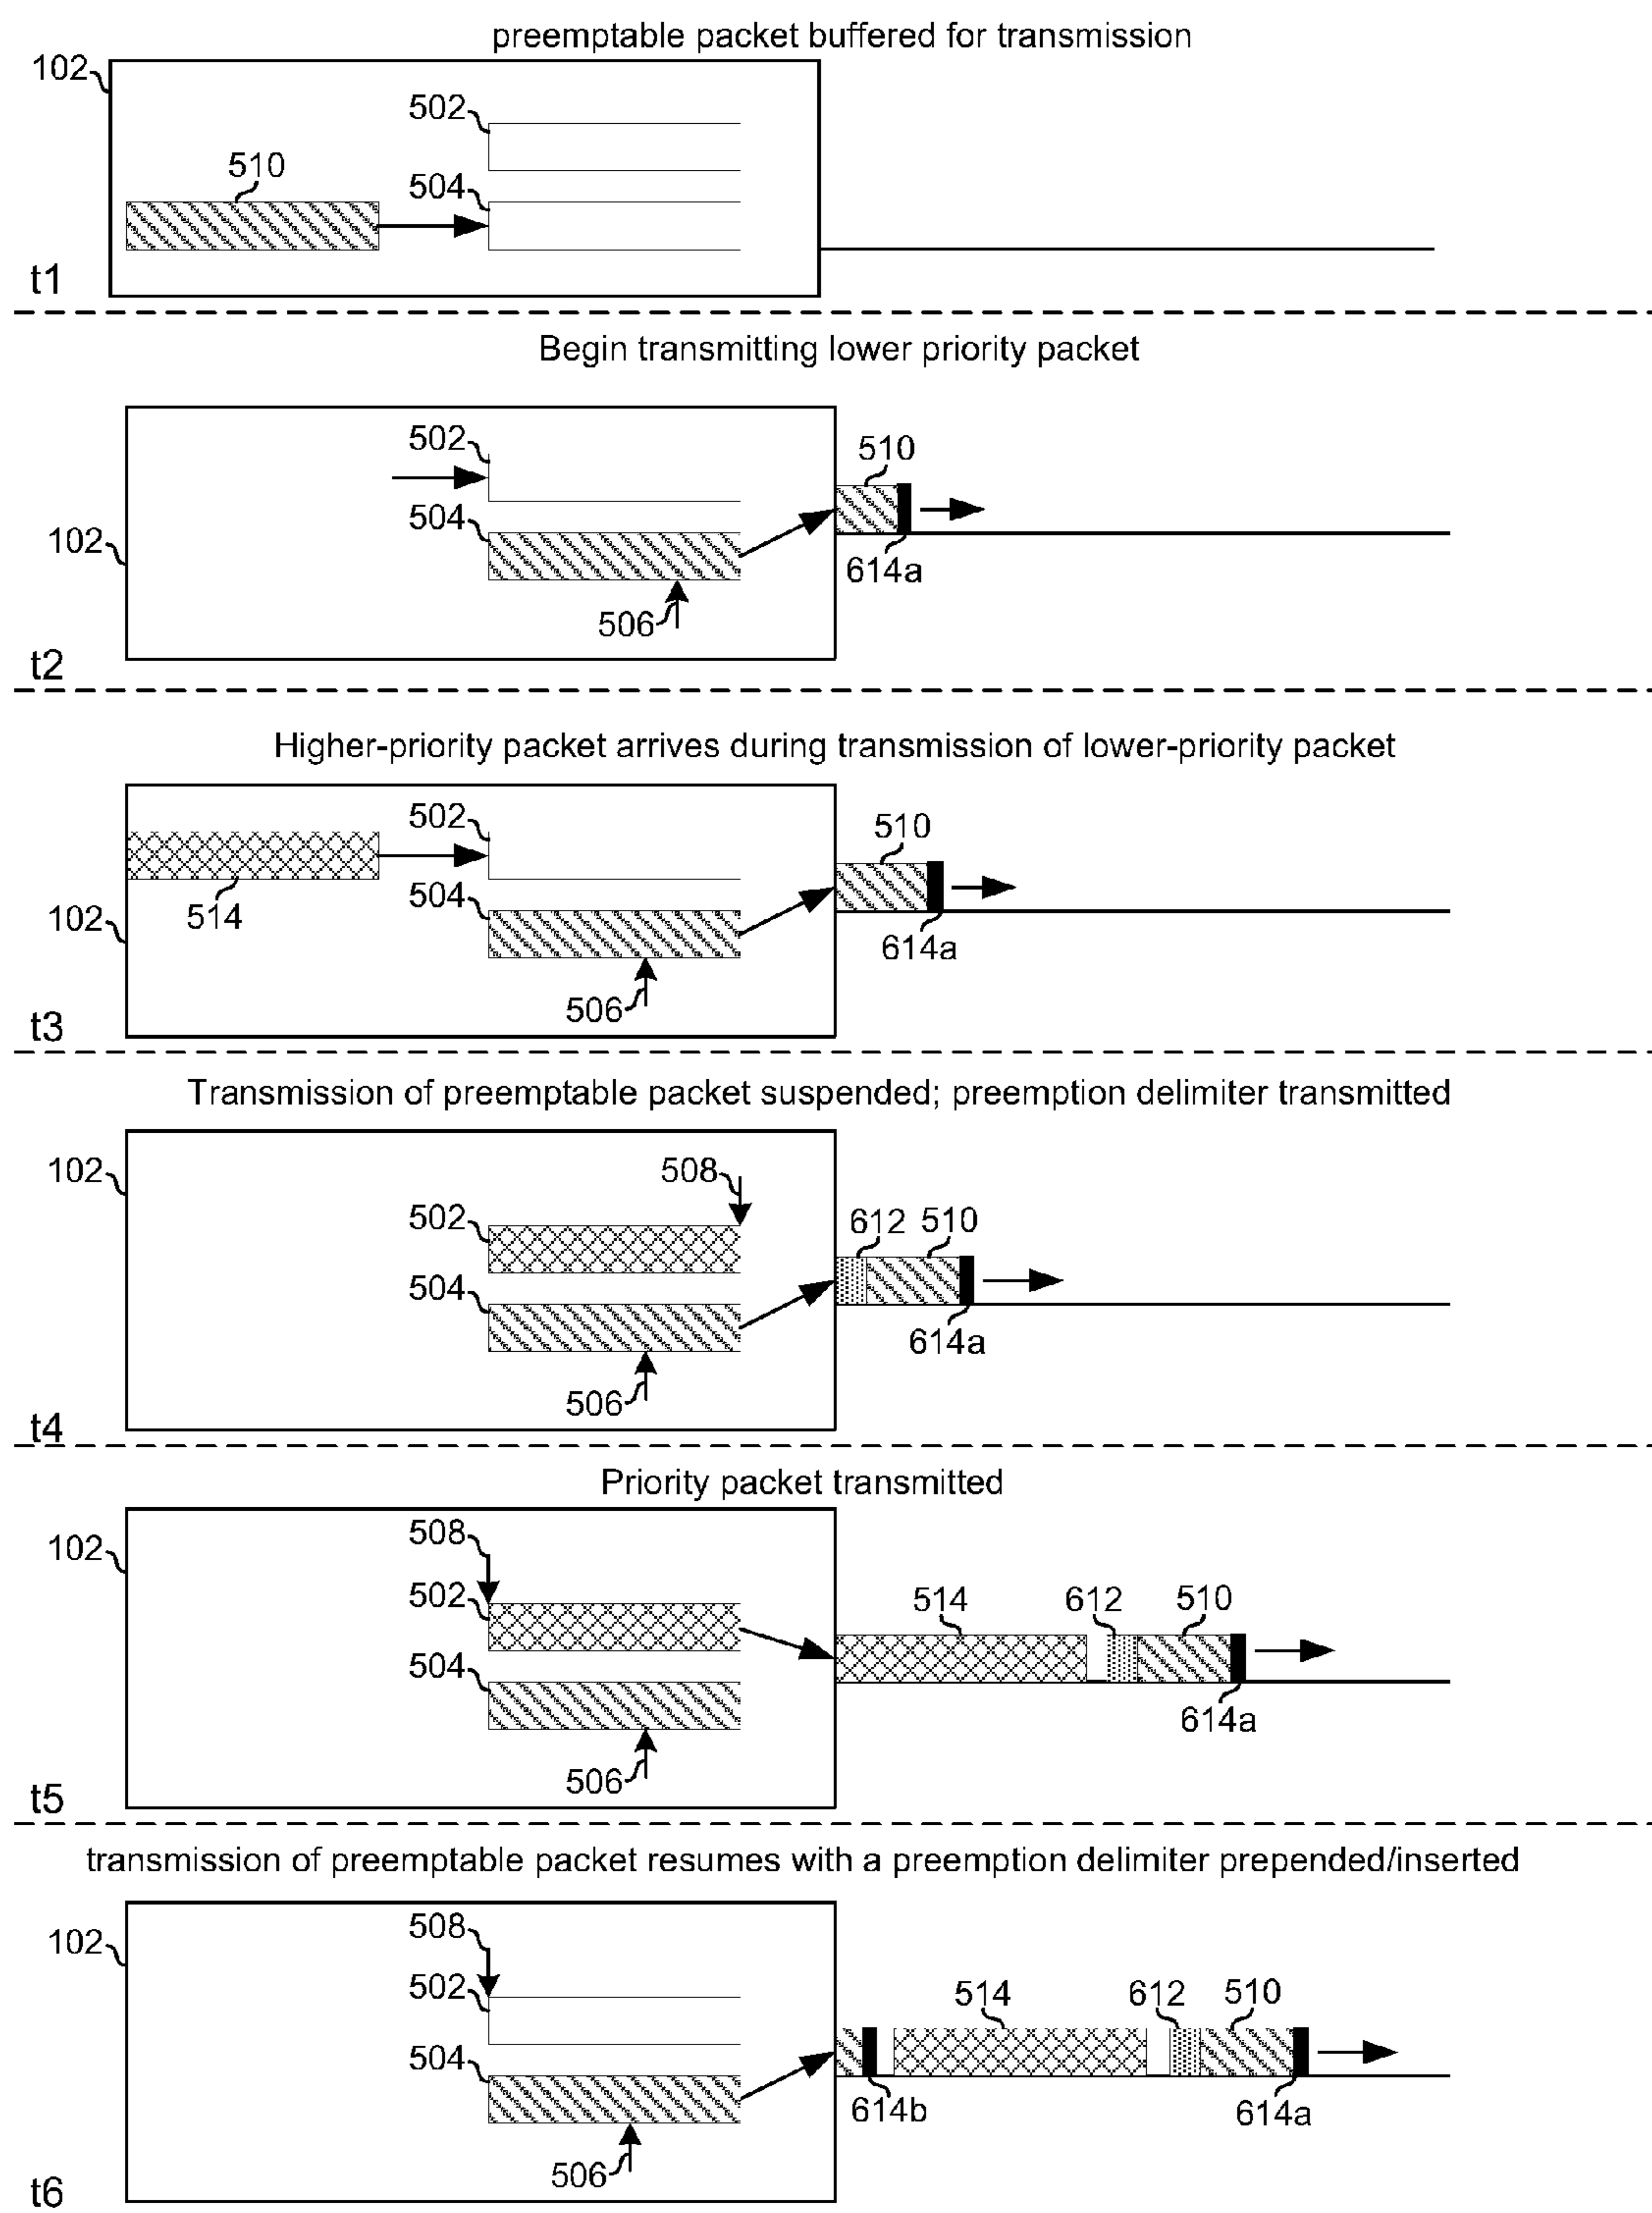 preemptable packet buffered for transmission
102
502
510
504
t1
Begin transmitting lower priority packet
502
510
504
102
614a
506
t2
Higher-priority packet arrives during transmission of lower-priority packet
502
510
504
514
102
614a
506
t3
Transmission of preemptable packet suspended; preemption delimiter transmitted
102
508
502
612 510
504
614a
506
t4
Priority packet transmitted
508
102
502
514 612 510
504
614a
506
t5
transmission of preemptable packet resumes with a preemption delimiter prepended/inserted
508
102
502
514 612 510
504
614b 614a
506
t6